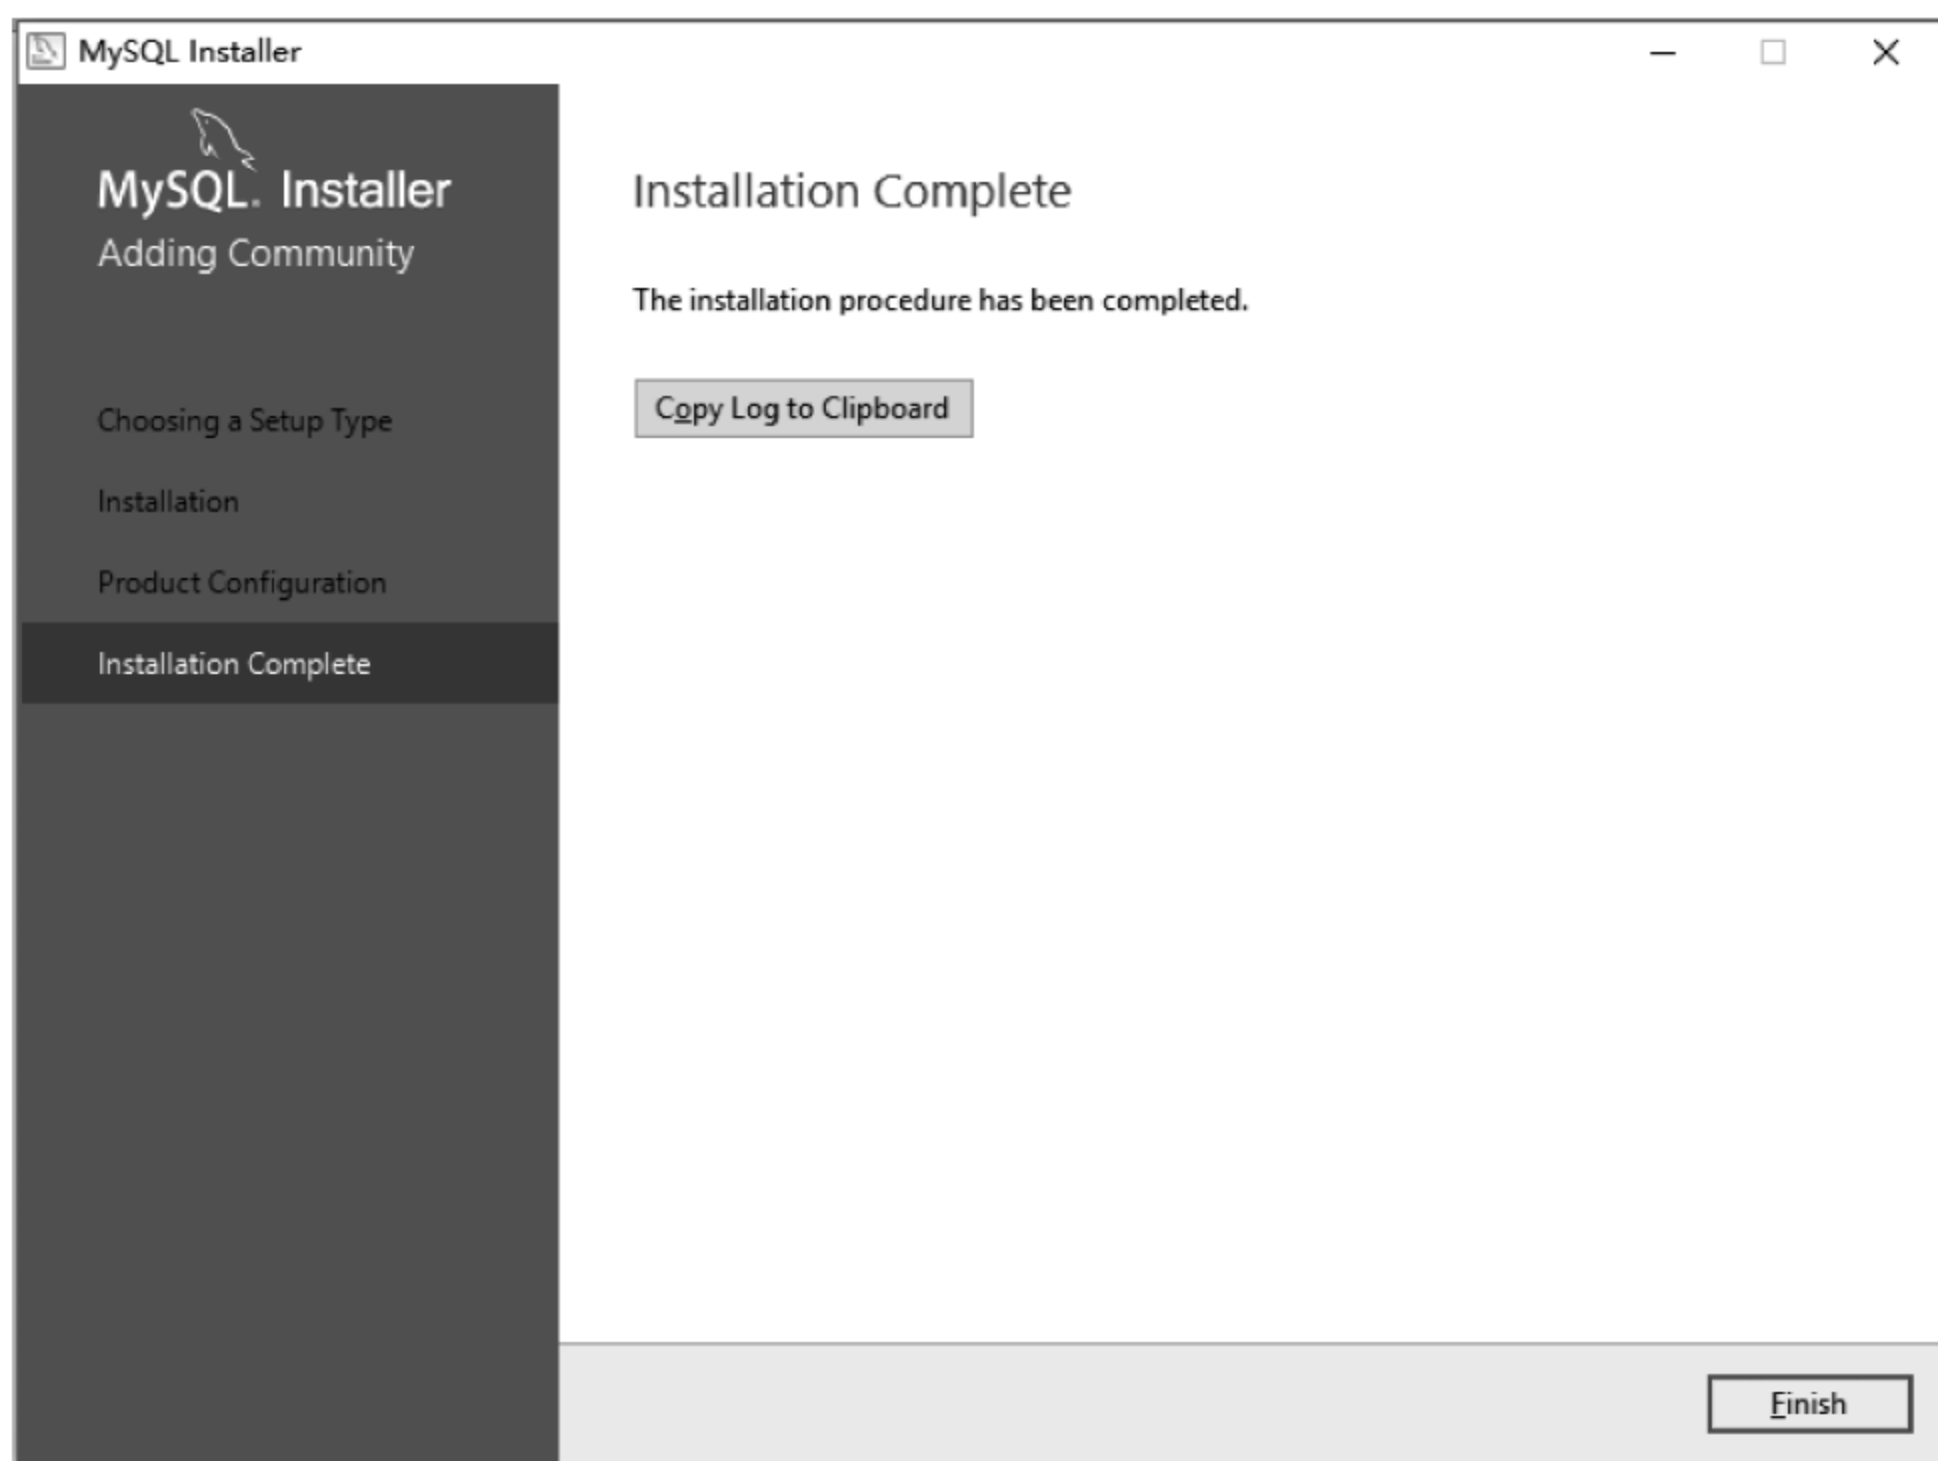 MySQL Installer
MySQL. Installer
Adding Community
Choosing a Setup Type
Installation
Product Configuration
Installation Complete
Installation Complete
The installation procedure has been completed.
Copy Log to Clipboard
Finish